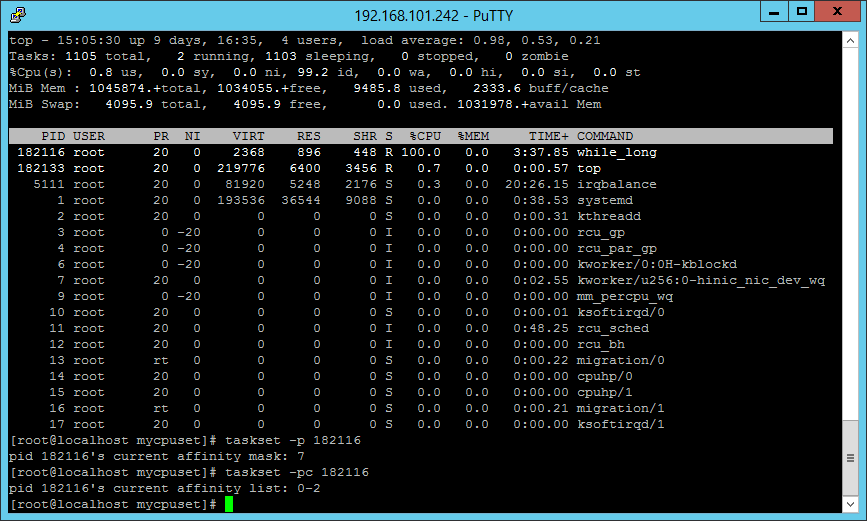 192.168.101.242 - PuTTY
top - 15:05:30 up 9 days, 16:35,  4 users,  load average: 0.98, 0.53, 0.21
Tasks: 1105 total,   2 running, 1103 sleeping,   0 stopped,   0 zombie
%Cpu(s):  0.8 us,  0.0 sy,  0.0 ni, 99.2 id,  0.0 wa,  0.0 hi,  0.0 si,  0.0 st
MiB Mem : 1045874.+total, 1034055.+free,   9485.8 used,   2333.6 buff/cache
MiB Swap:   4095.9 total,   4095.9 free,      0.0 used. 1031978.+avail Mem
PID USER      PR  NI    VIRT    RES    SHR S  %CPU  %MEM     TIME+ COMMAND
182116 root      20   0    2368    896    448 R 100.0   0.0   3:37.85 while_long
182133 root      20   0  219776   6400   3456 R   0.7   0.0   0:00.57 top
5111 root      20   0   81920   5248   2176 S   0.3   0.0  20:26.15 irqbalance
1 root      20   0  193536  36544   9088 S   0.0   0.0   0:38.53 systemd
2 root      20   0       0      0      0 S   0.0   0.0   0:00.31 kthreadd
3 root       0 -20       0      0      0 I   0.0   0.0   0:00.00 rcu_gp
4 root       0 -20       0      0      0 I   0.0   0.0   0:00.00 rcu_par_gp
6 root       0 -20       0      0      0 I   0.0   0.0   0:00.00 kworker/0:0H-kblockd
7 root      20   0       0      0      0 I   0.0   0.0   0:02.55 kworker/u256:0-hinic_nic_dev_wq
9 root       0 -20       0      0      0 I   0.0   0.0   0:00.00 mm_percpu_wq
10 root      20   0       0      0      0 S   0.0   0.0   0:00.01 ksoftirqd/0
11 root      20   0       0      0      0 I   0.0   0.0   0:48.25 rcu_sched
12 root      20   0       0      0      0 I   0.0   0.0   0:00.00 rcu_bh
13 root      rt   0       0      0      0 S   0.0   0.0   0:00.22 migration/0
14 root      20   0       0      0      0 S   0.0   0.0   0:00.00 cpuhp/0
15 root      20   0       0      0      0 S   0.0   0.0   0:00.00 cpuhp/1
16 root      rt   0       0      0      0 S   0.0   0.0   0:00.21 migration/1
17 root      20   0       0      0      0 S   0.0   0.0   0:00.00 ksoftirqd/1
[root@localhost mycpuset]# taskset -p 182116
pid 182116's current affinity mask: 7
[root@localhost mycpuset]# taskset -pc 182116
pid 182116's current affinity list: 0-2
[root@localhost mycpuset]#